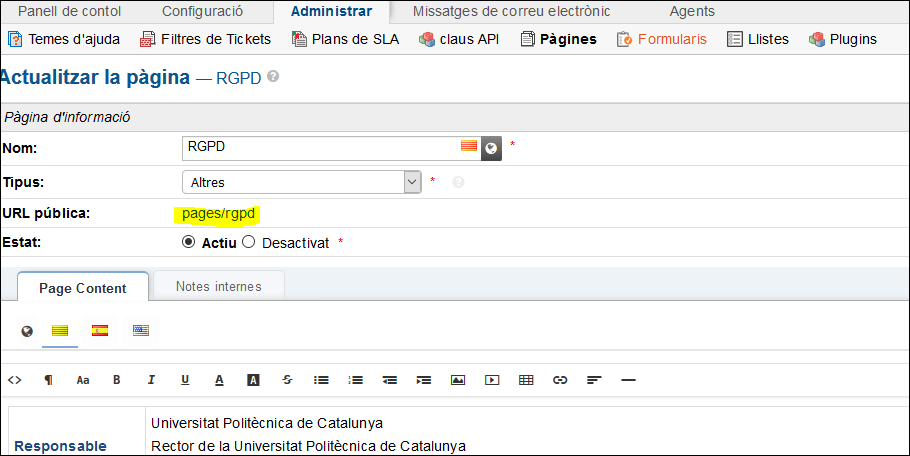 Panell de contol Configuració Administrar Missatges de correu electrònic Agents
Temes d'ajuda Filtres de Tickets Plans de SLA claus API Pàgines Formularis Llistes Plugins
Actualitzar la pàgina — RGPD ?
Pàgina d'informació
Nom: RGPD *
Tipus: Altres * ?
URL pública: pages/rgpd
Estat: Actiu Desactivat *
Page Content Notes internes
<> ¶ Aa B I U A A S
Universitat Politècnica de Catalunya
Responsable Rector de la Universitat Politècnica de Catalunya